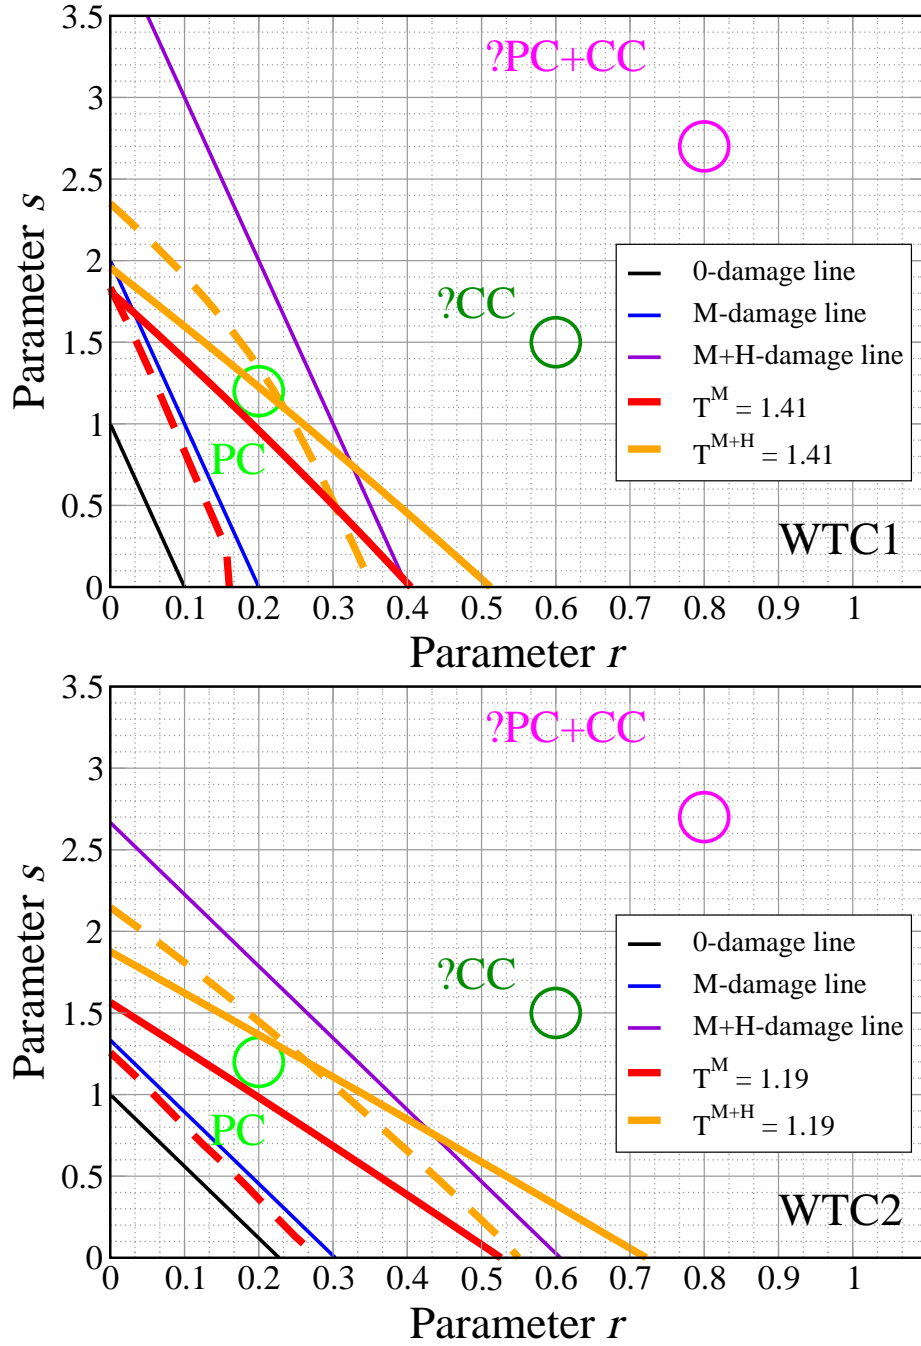 3.5
?PC+CC
3
2.5
Parameter s
2
0-damage line
?CC
M-damage line
1.5
M+H-damage line
T^M = 1.41
1
PC
T^{M+H} = 1.41
0.5
WTC1
0
0 0.1 0.2 0.3 0.4 0.5 0.6 0.7 0.8 0.9 1
Parameter r
3.5
?PC+CC
3
2.5
Parameter s
2
0-damage line
?CC
M-damage line
1.5
M+H-damage line
T^M = 1.19
1
PC
T^{M+H} = 1.19
0.5
WTC2
0
0 0.1 0.2 0.3 0.4 0.5 0.6 0.7 0.8 0.9 1
Parameter r